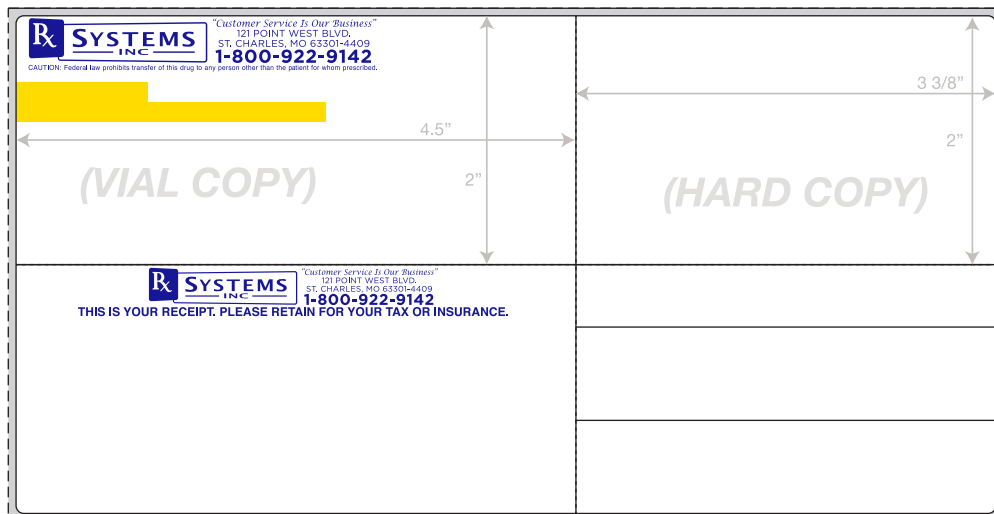 Rx SYSTEMS INC
"Customer Service Is Our Business"
121 POINT WEST BLVD.
ST. CHARLES, MO 63301-4409
1-800-922-9142
CAUTION: Federal law prohibits transfer of this drug to any person other than the patient for whom prescribed.
4.5"
2"
(VIAL COPY)
3 3/8"
2"
(HARD COPY)
Rx SYSTEMS INC
"Customer Service Is Our Business"
121 POINT WEST BLVD.
ST. CHARLES, MO 63301-4409
1-800-922-9142
THIS IS YOUR RECEIPT. PLEASE RETAIN FOR YOUR TAX OR INSURANCE.